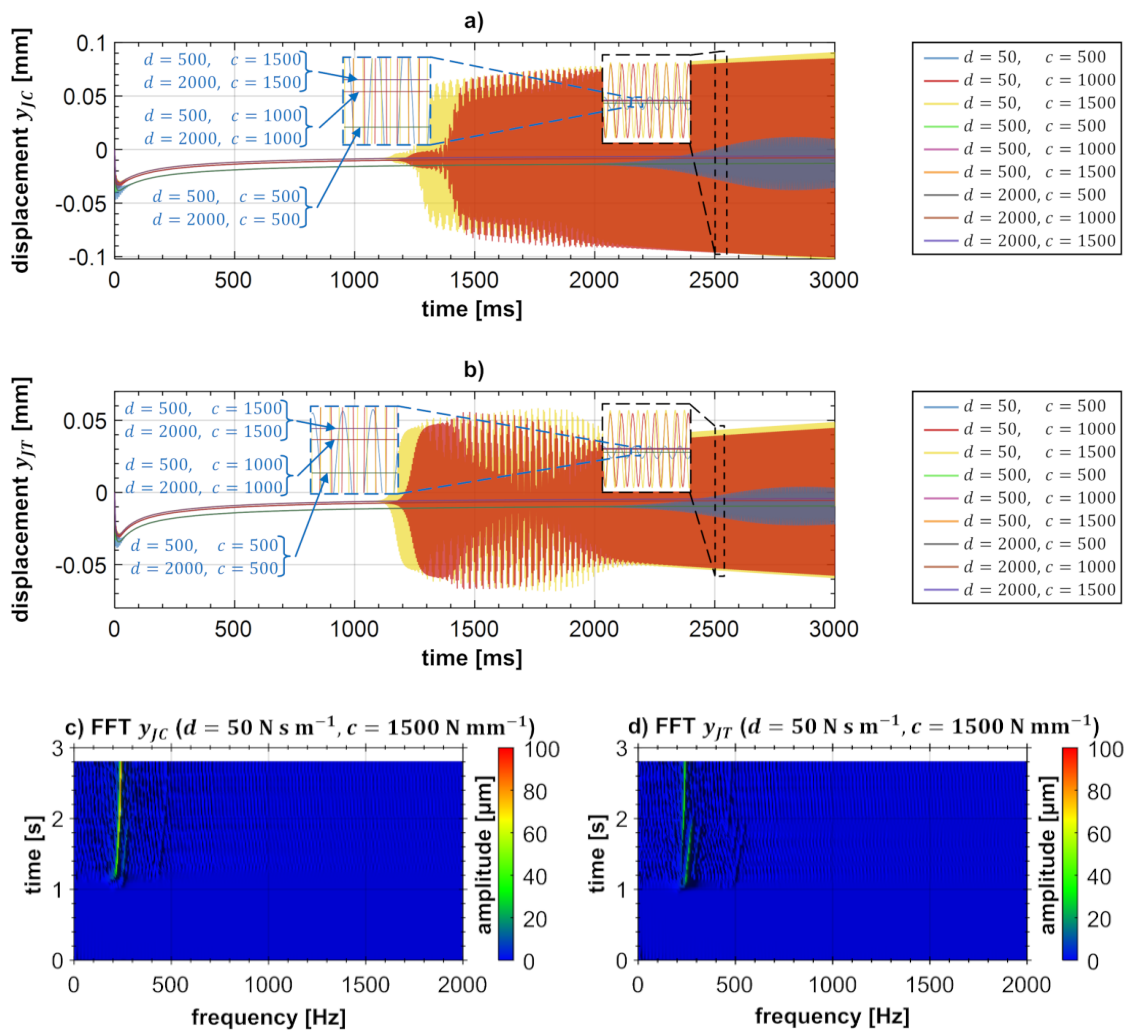 a)
displacement y_JC [mm]
0.1
0.05
0
-0.05
-0.1
d = 500, c = 1500
d = 2000, c = 1500
d = 500, c = 1000
d = 2000, c = 1000
d = 500, c = 500
d = 2000, c = 500
0 500 1000 1500 2000 2500 3000
time [ms]
d = 50, c = 500
d = 50, c = 1000
d = 50, c = 1500
d = 500, c = 500
d = 500, c = 1000
d = 500, c = 1500
d = 2000, c = 500
d = 2000, c = 1000
d = 2000, c = 1500
b)
displacement y_JT [mm]
0.05
0
-0.05
d = 500, c = 1500
d = 2000, c = 1500
d = 500, c = 1000
d = 2000, c = 1000
d = 500, c = 500
d = 2000, c = 500
0 500 1000 1500 2000 2500 3000
time [ms]
d = 50, c = 500
d = 50, c = 1000
d = 50, c = 1500
d = 500, c = 500
d = 500, c = 1000
d = 500, c = 1500
d = 2000, c = 500
d = 2000, c = 1000
d = 2000, c = 1500
c) FFT y_JC (d = 50 N s m⁻¹, c = 1500 N mm⁻¹)
time [s]
3
2
1
0
0 500 1000 1500 2000
frequency [Hz]
amplitude [µm]
100
80
60
40
20
0
d) FFT y_JT (d = 50 N s m⁻¹, c = 1500 N mm⁻¹)
time [s]
3
2
1
0
0 500 1000 1500 2000
frequency [Hz]
amplitude [µm]
100
80
60
40
20
0